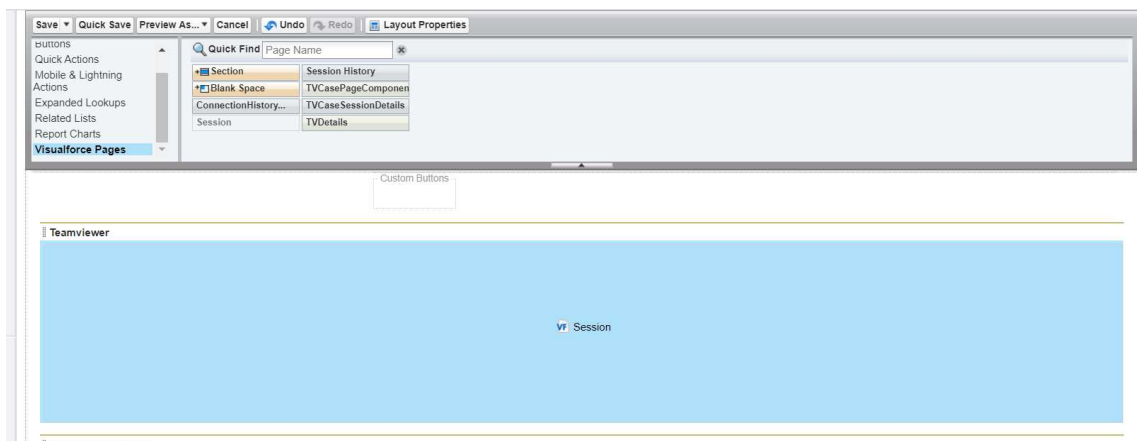 Save Quick Save Preview As... Cancel Undo Redo Layout Properties
Buttons
Quick Actions
Mobile & Lightning
Actions
Expanded Lookups
Related Lists
Report Charts
Visualforce Pages
Quick Find Page Name
Section Session History
Blank Space TVCasePageComponen
ConnectionHistory... TVCaseSessionDetails
Session TVDetails
Custom Buttons
Teamviewer
VF Session